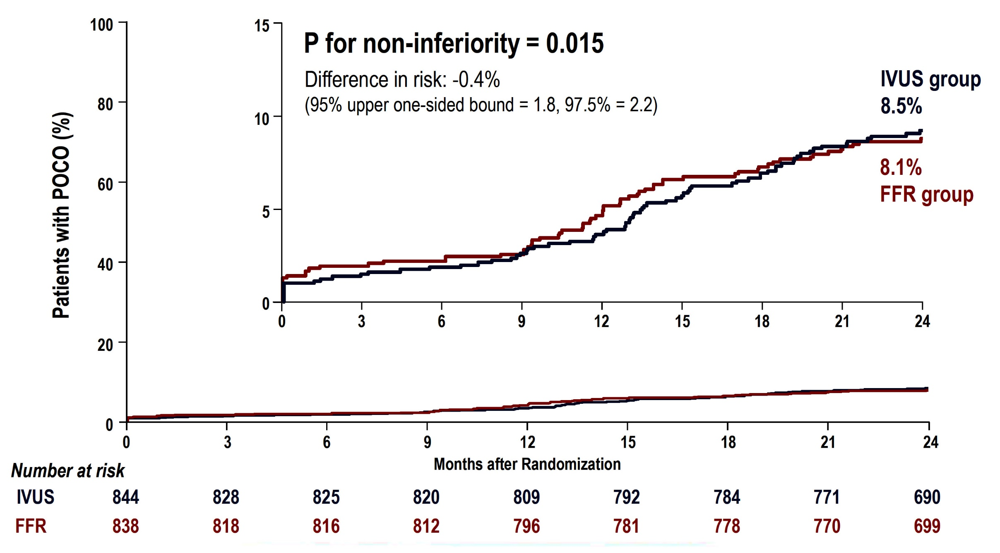 Patients with POCO (%)
100
80
60
40
20
0
15
10
5
0
P for non-inferiority = 0.015
Difference in risk: -0.4%
(95% upper one-sided bound = 1.8, 97.5% = 2.2)
IVUS group
8.5%
8.1%
FFR group
0 3 6 9 12 15 18 21 24
0 3 6 9 12 15 18 21 24
Months after Randomization
Number at risk
IVUS 844 828 825 820 809 792 784 771 690
FFR 838 818 816 812 796 781 778 770 699